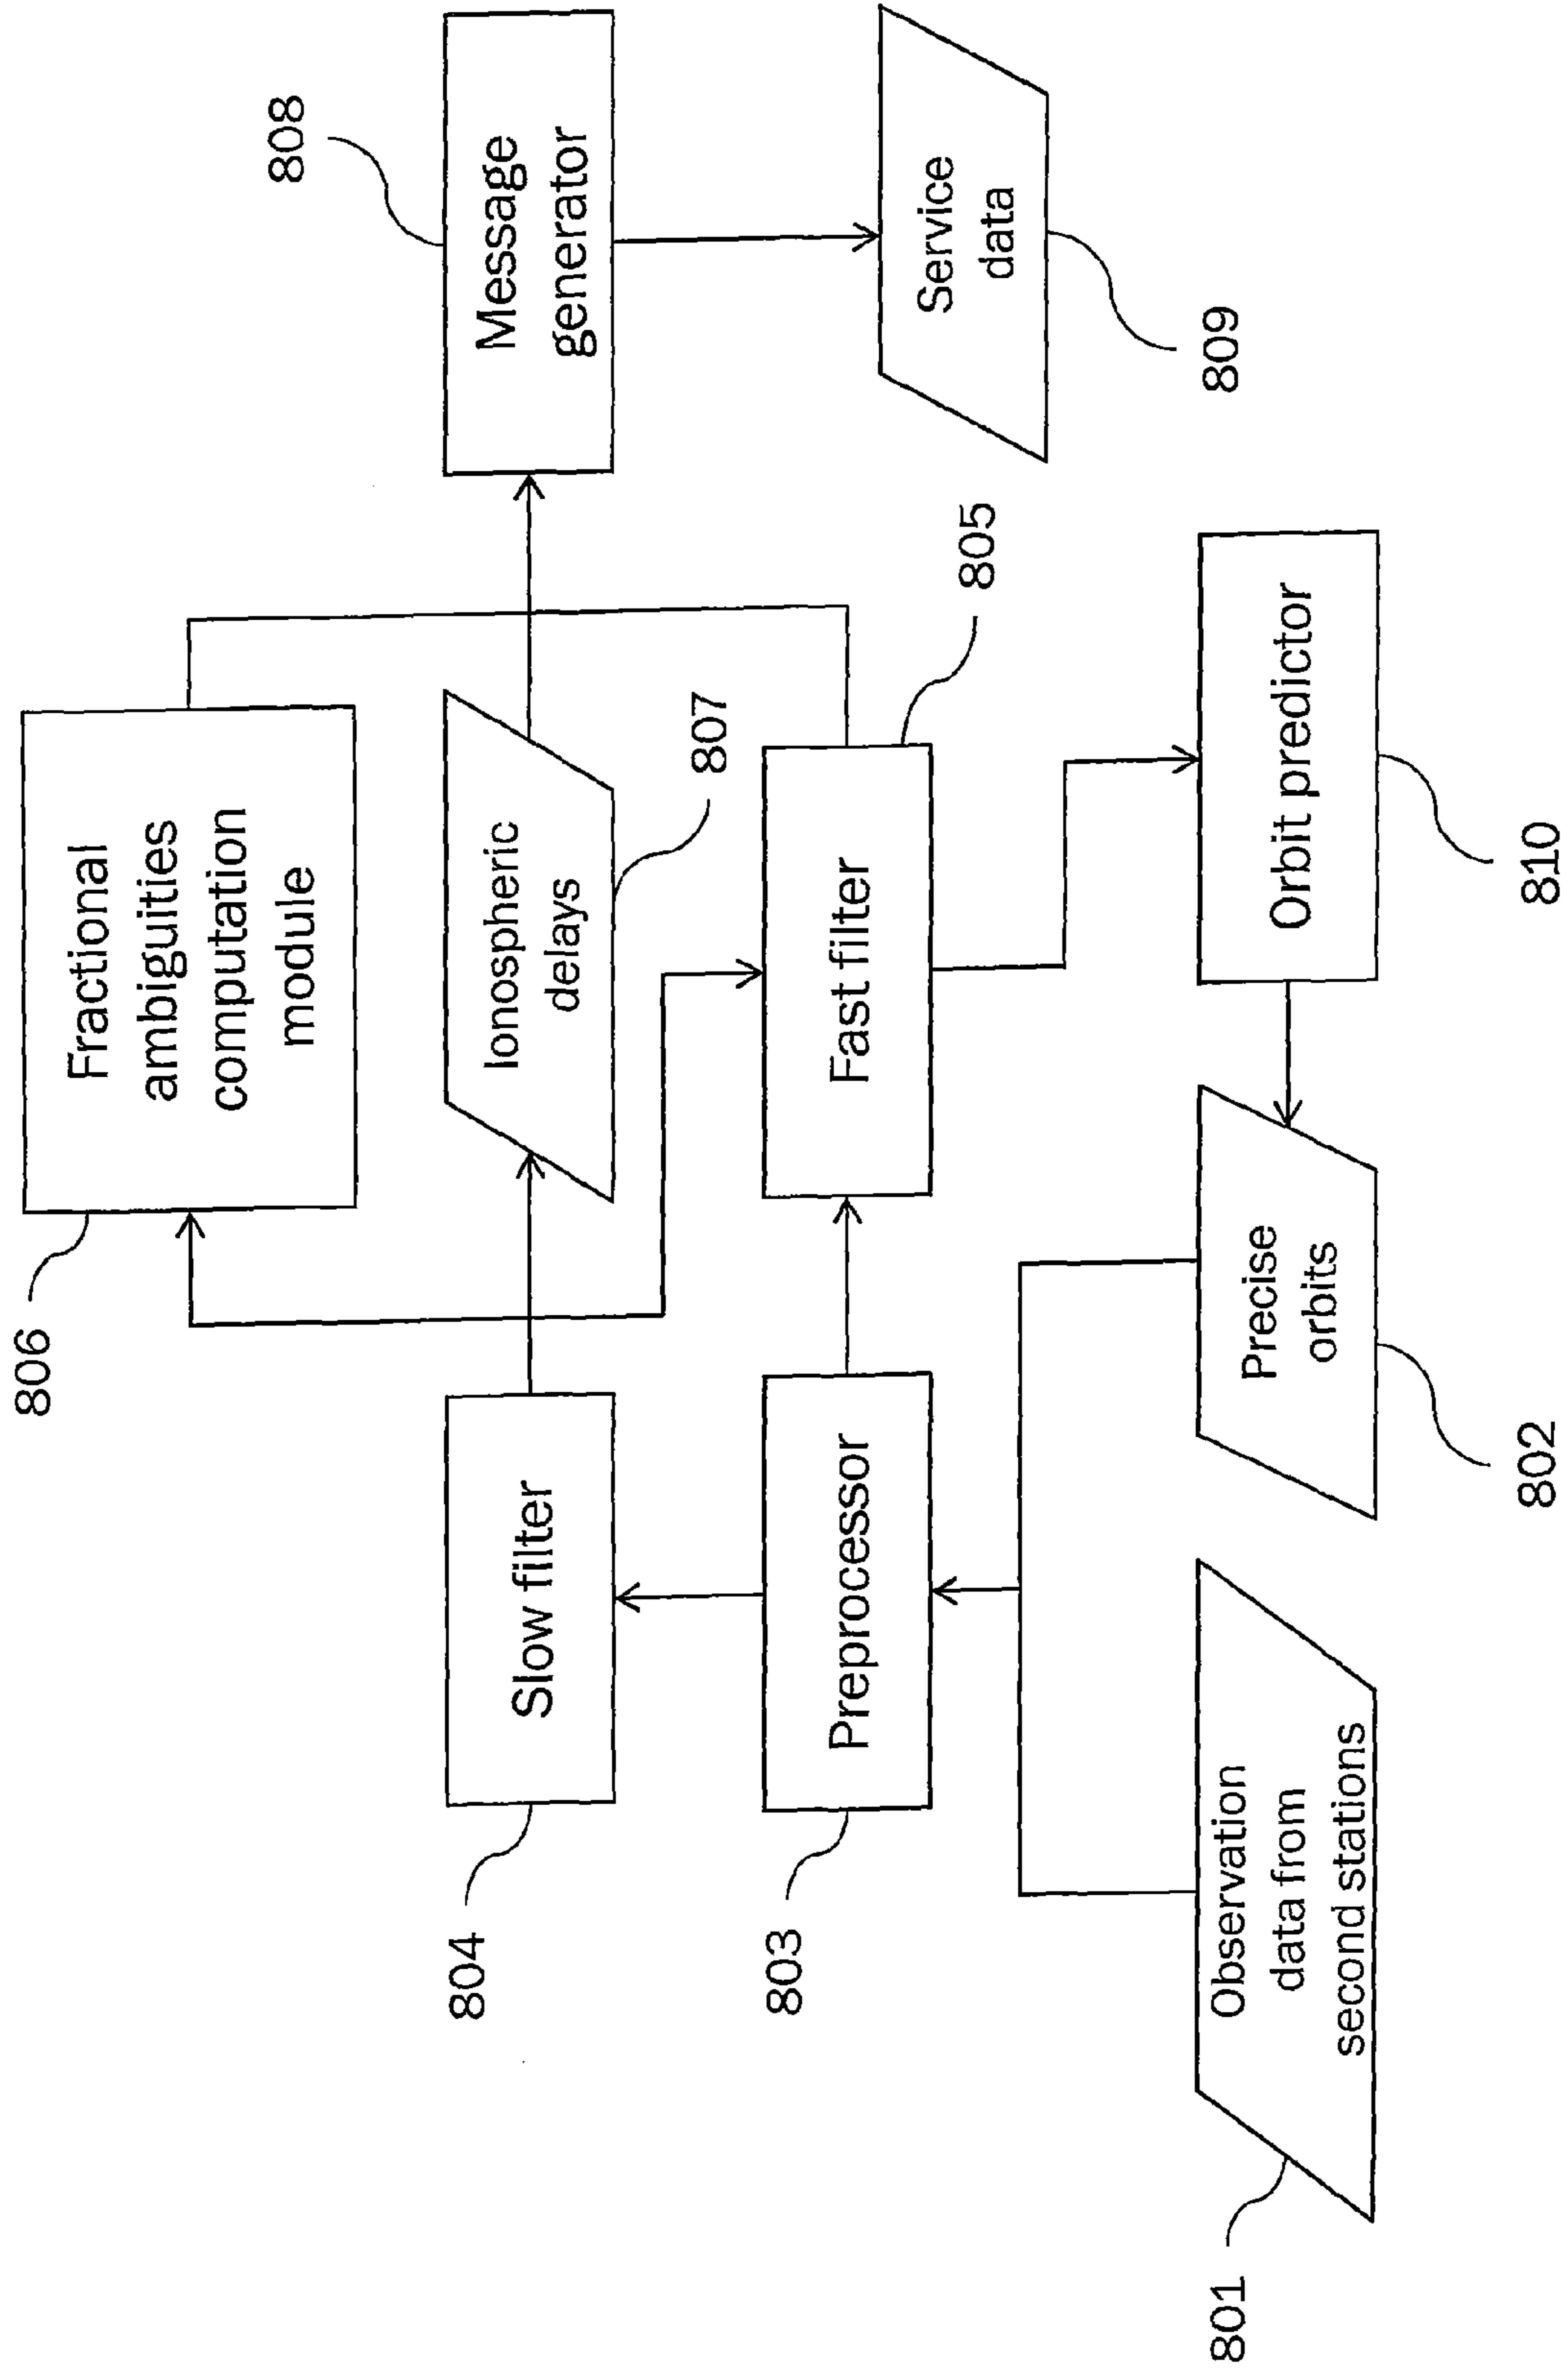 806
Fractional
ambiguities
computation
module
808
Message
generator
804
Slow filter
Ionospheric
delays
807
803
Preprocessor
Fast filter
805
Service
data
809
801
Observation
data from
second stations
Precise
orbits
802
Orbit predictor
810